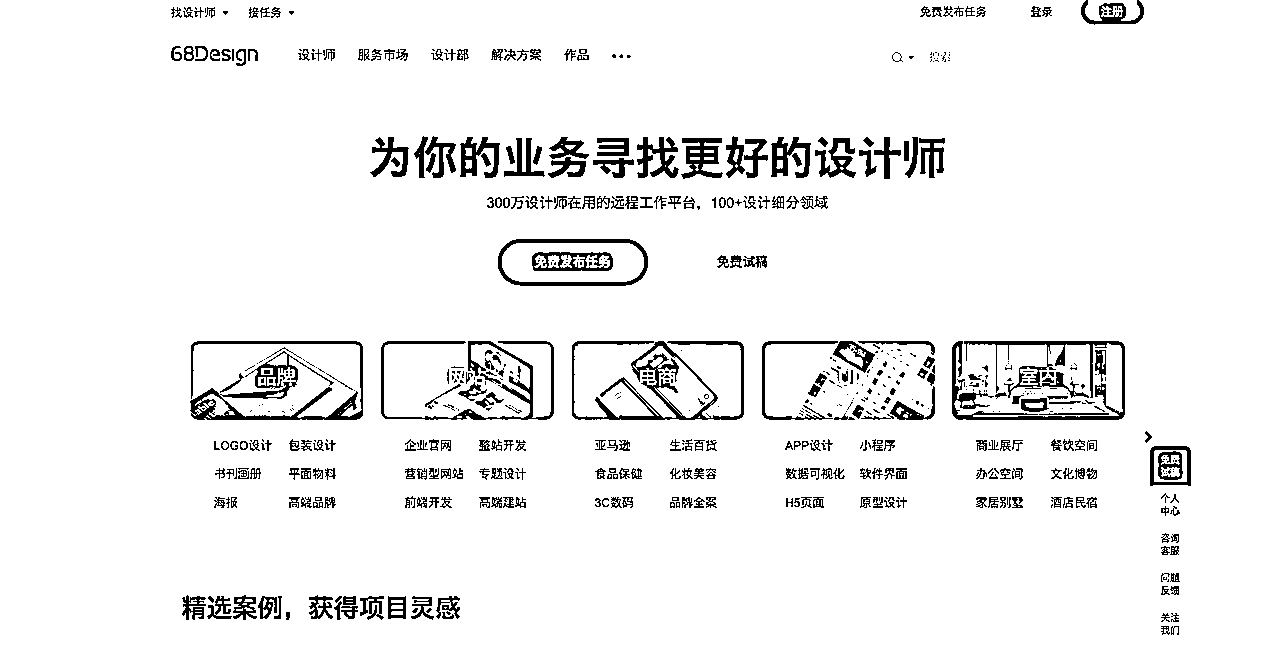 找设计师 接任务 免费发布任务 登录 注册
68Design 设计师 服务市场 设计部 解决方案 作品 ••• 搜索
为你的业务寻找更好的设计师
300万设计师在用的远程工作平台，100+设计细分领域
免费发布任务 免费试稿
品牌 网站 电商 UI 室内
LOGO设计 包装设计 企业官网 整站开发 亚马逊 生活百货 APP设计 小程序 商业展厅 餐饮空间
书刊画册 平面物料 营销型网站 专题设计 食品保健 化妆美容 数据可视化 软件界面 办公空间 文化博物
海报 高端品牌 前端开发 高端建站 3C数码 品牌全案 H5页面 原型设计 家居别墅 酒店民宿
免费
试稿
个人
中心
咨询
客服
问题
反馈
关注
我们
精选案例，获得项目灵感